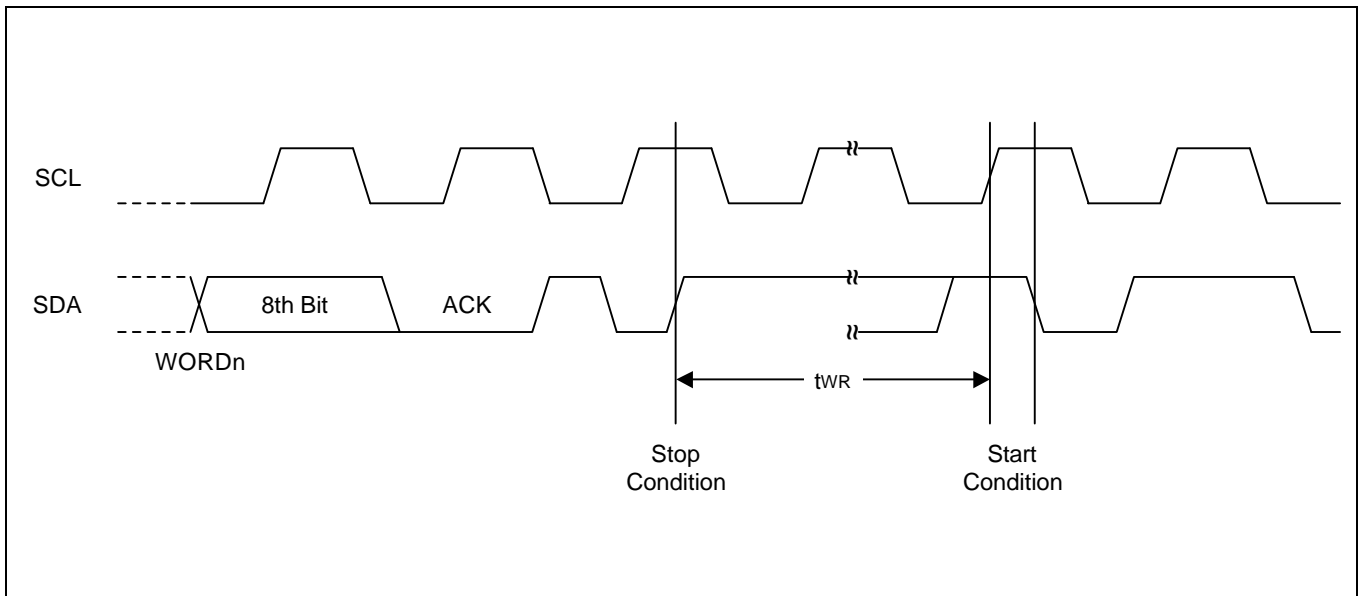 SCL
SDA
8th Bit
ACK
WORDn
tWR
Stop
Condition
Start
Condition